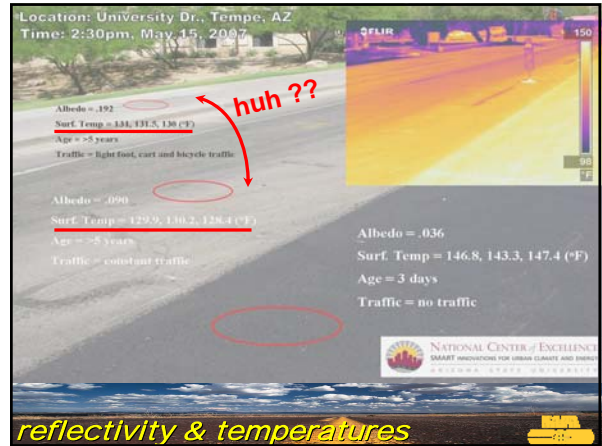 Location: University Dr., Tempe, AZ
Time: 2:30pm, May 15, 2007
FLIR
150
98
°F
huh ??
Albedo = .192
Surf. Temp = 131, 131.5, 130 (°F)
Age = >5 years
Traffic = light foot, cart and bicycle traffic
Albedo = .090
Surf. Temp = 129.9, 130.2, 128.4 (°F)
Age = >5 years
Traffic = constant traffic
Albedo = .036
Surf. Temp = 146.8, 143.3, 147.4 (°F)
Age = 3 days
Traffic = no traffic
NATIONAL CENTER of EXCELLENCE
SMART INNOVATIONS FOR URBAN CLIMATE AND ENERGY
ARIZONA STATE UNIVERSITY
reflectivity & temperatures